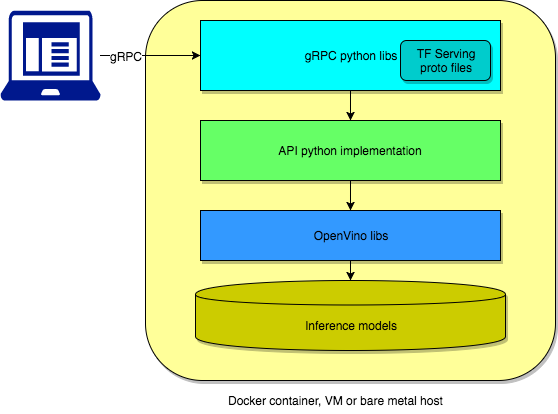 gRPC
gRPC python libs
TF Serving
proto files
API python implementation
OpenVino libs
Inference models
Docker container, VM or bare metal host